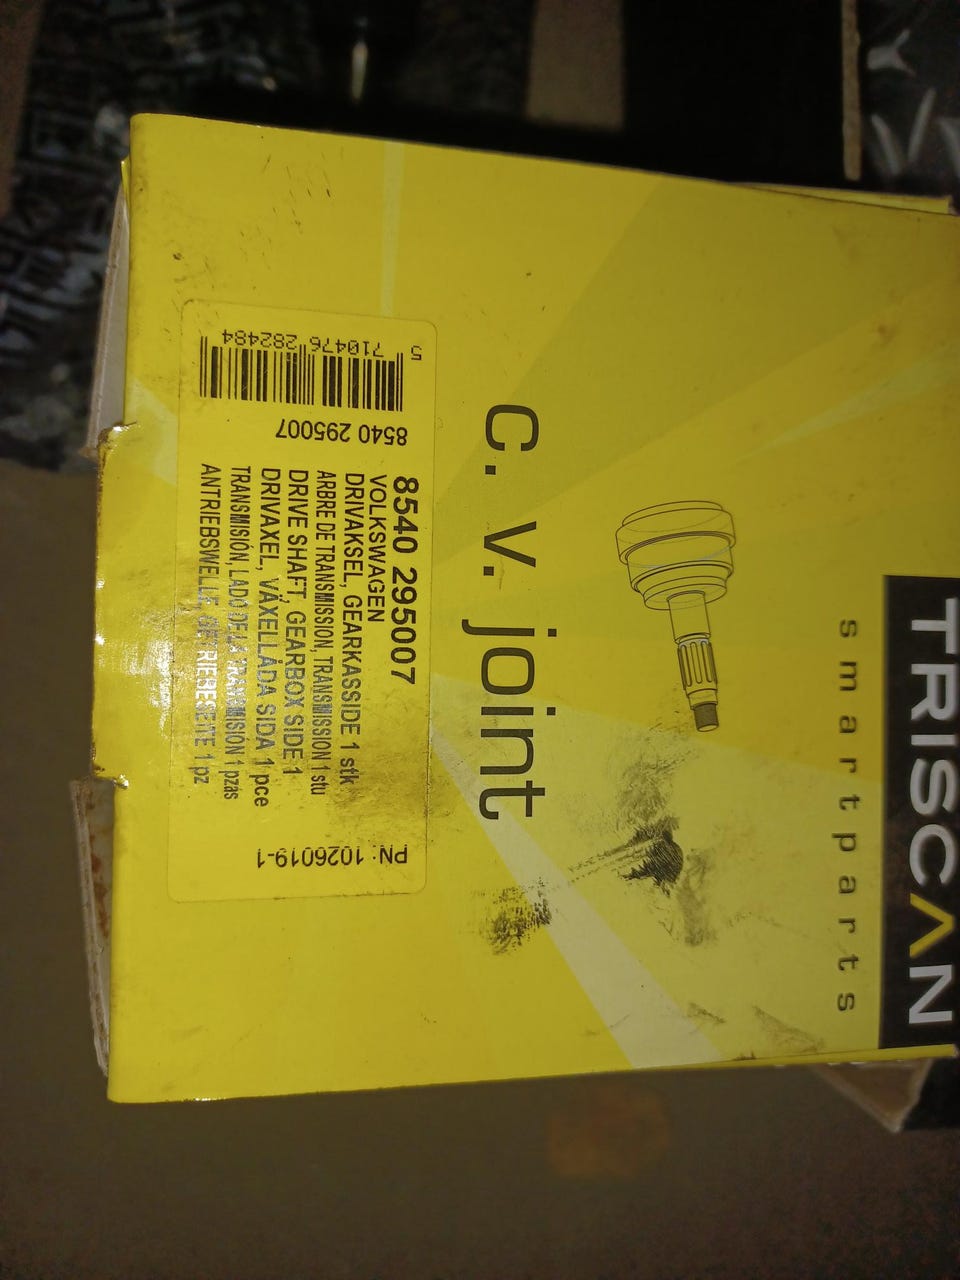 TRISCAN
smartparts
c. v. joint
8540 295007
VOLKSWAGEN
DRIVAKSEL, GEARKASSIDE 1 stk
ARBRE DE TRANSMISSION, TRANSMISSION 1 stu
DRIVE SHAFT, GEARBOX SIDE 1
DRIVAXEL, VÄXELLÅDA SIDA 1 pce
TRANSMISIÓN, LADO DE LA TRANSMISIÓN 1 pzas
ANTRIEBSWELLE, GETRIEBESEITE 1 pz
8540 295007
5 710476 282484
PN: 1026019-1